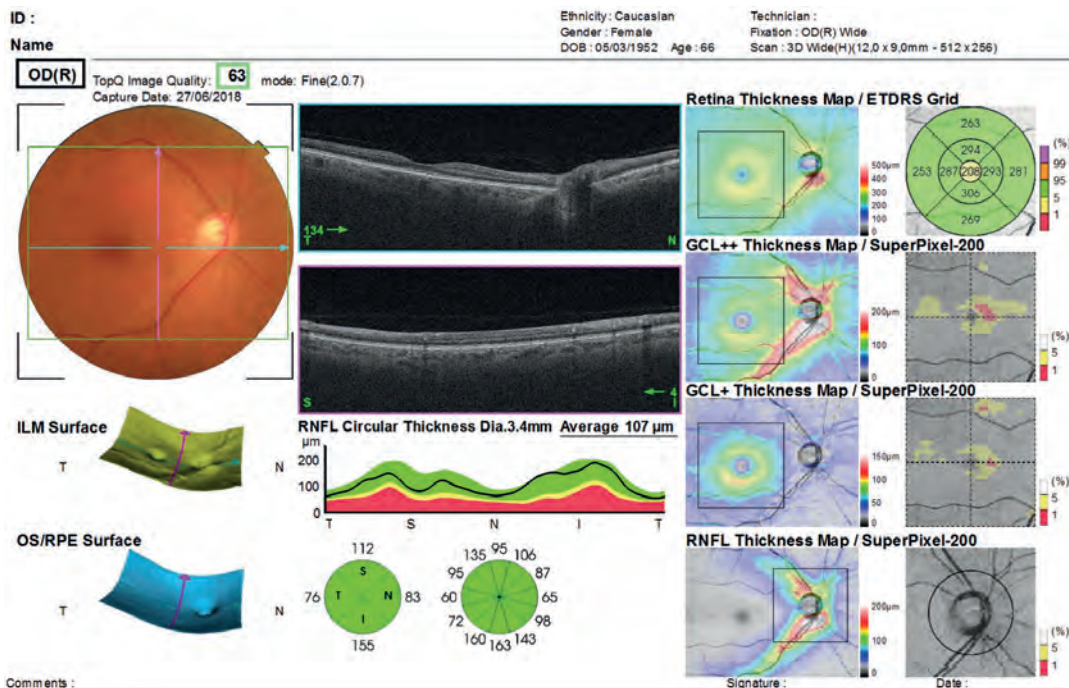 ID :
Name
Ethnicity : Caucasian
Gender : Female
DOB : 05/03/1952 Age : 66
Technician :
Fixation : OD(R) Wide
Scan : 3D Wide(H)(12,0 x 9,0mm - 512 x 256)
OD(R)
TopQ Image Quality: 63 mode: Fine(2.0.7)
Capture Date: 27/06/2018
134
T
N
S
4
I
ILM Surface
T
N
OS/RPE Surface
T
N
RNFL Circular Thickness Dia.3.4mm Average 107 µm
µm
200
100
0
T S N I T
112
S
76 T N 83
I
155
135 95 106
95 87
60 65
72 98
160 163 143
Retina Thickness Map / ETDRS Grid
500µm
400
300
200
100
0
263
294
253 287 208 293 281
306
269
(%)
99
95
5
1
GCL++ Thickness Map / SuperPixel-200
200µm
100
0
(%)
5
1
GCL+ Thickness Map / SuperPixel-200
150µm
100
50
0
(%)
5
1
RNFL Thickness Map / SuperPixel-200
200µm
100
0
(%)
5
1
Comments :
Signature :
Date :